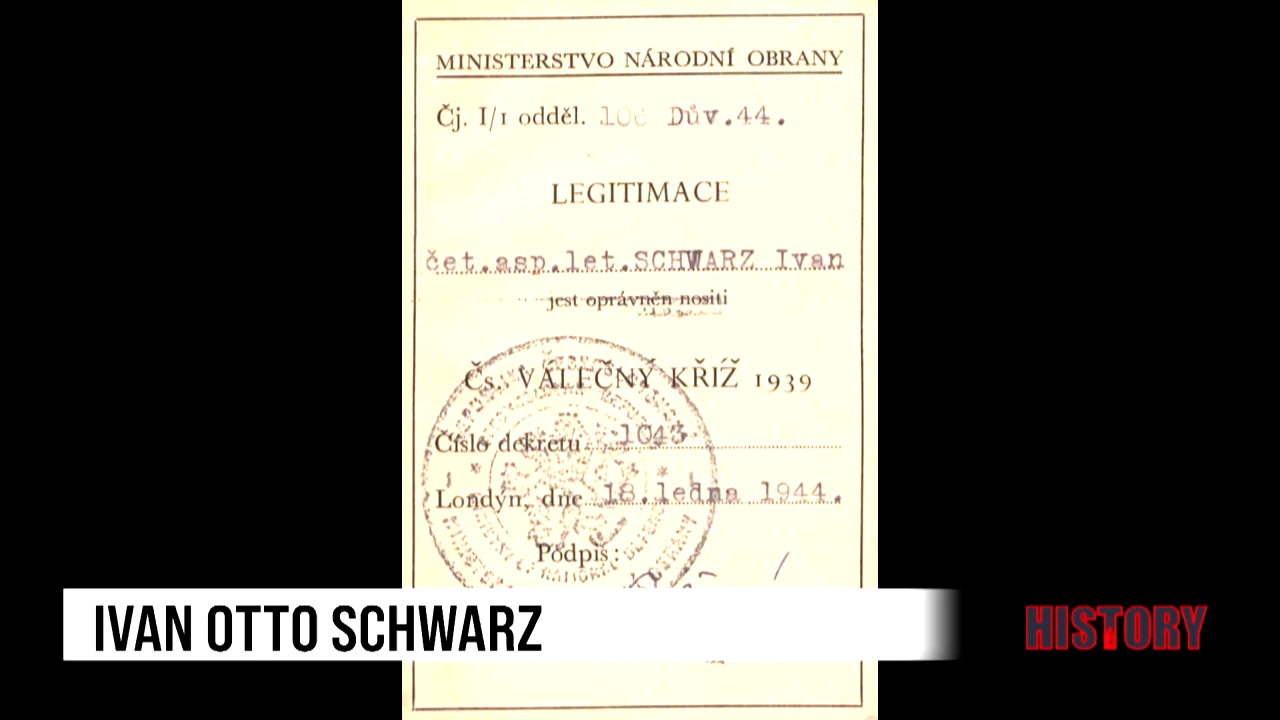 MINISTERSTVO NÁRODNÍ OBRANY
Čj. I/1 odděl. 108 Dův.44.
LEGITIMACE
čet.asp.let.SCHWARZ Ivan
jest oprávněn nositi
Čs. VÁLEČNÝ KŘÍŽ 1939
Číslo dekretu 1043
Londýn, dne 18.ledna 1944.
Podpis:
IVAN OTTO SCHWARZ
HISTORY